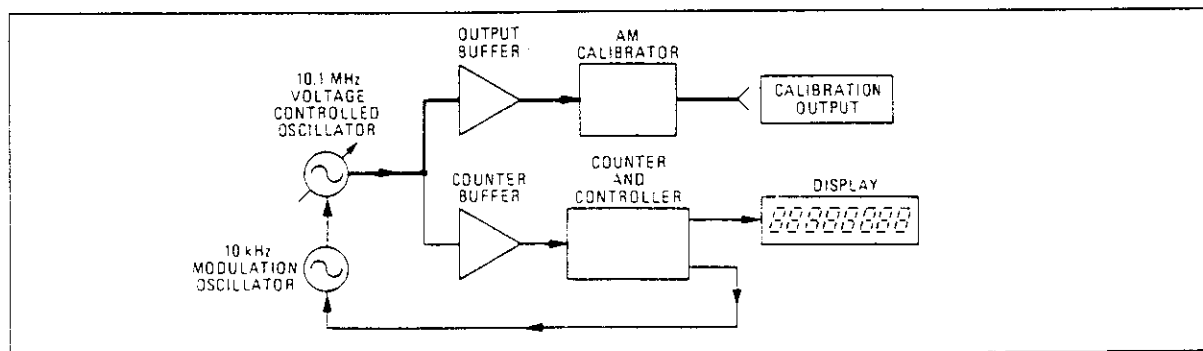 OUTPUT
BUFFER
AM
CALIBRATOR
10.1 MHz
VOLTAGE
CONTROLLED
OSCILLATOR
CALIBRATION
OUTPUT
COUNTER
BUFFER
COUNTER
AND
CONTROLLER
DISPLAY
88888888
10 kHz
MODULATION
OSCILLATOR